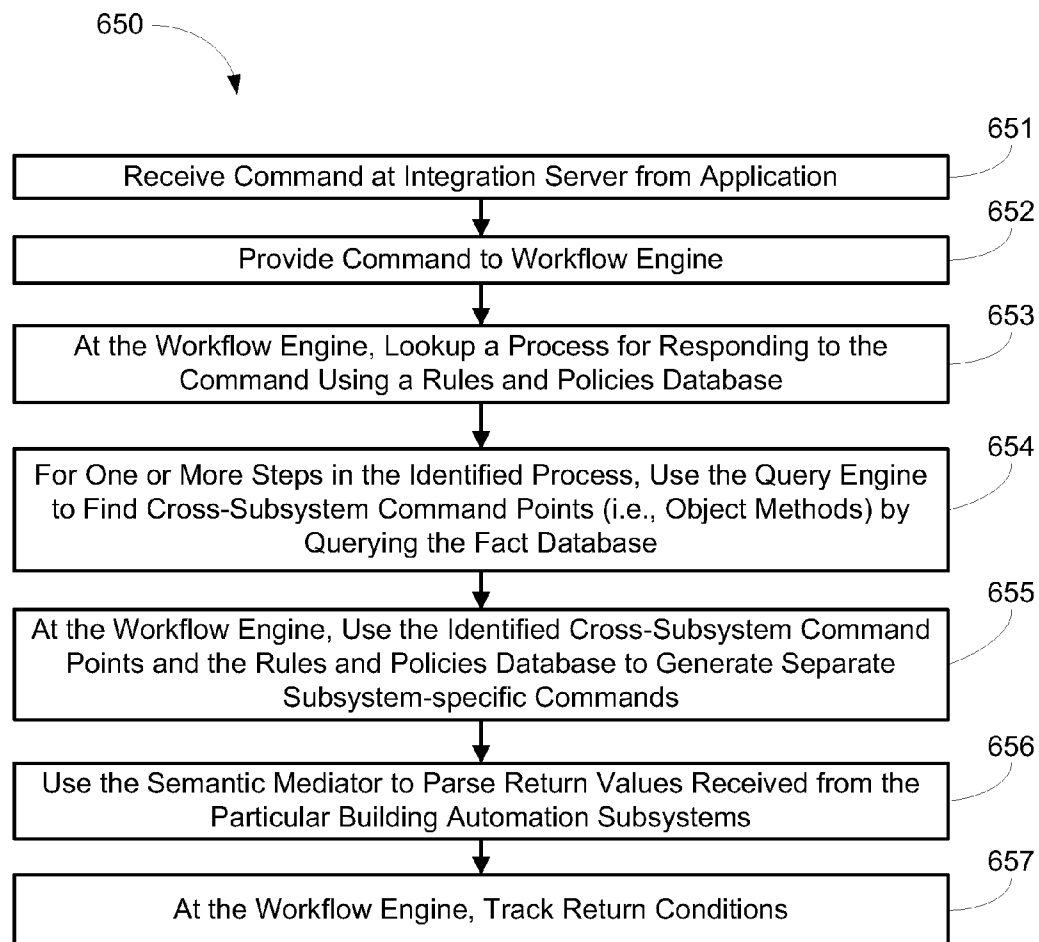 650
651
Receive Command at Integration Server from Application
652
Provide Command to Workflow Engine
653
At the Workflow Engine, Lookup a Process for Responding to the
Command Using a Rules and Policies Database
654
For One or More Steps in the Identified Process, Use the Query Engine
to Find Cross-Subsystem Command Points (i.e., Object Methods) by
Querying the Fact Database
655
At the Workflow Engine, Use the Identified Cross-Subsystem Command
Points and the Rules and Policies Database to Generate Separate
Subsystem-specific Commands
656
Use the Semantic Mediator to Parse Return Values Received from the
Particular Building Automation Subsystems
657
At the Workflow Engine, Track Return Conditions